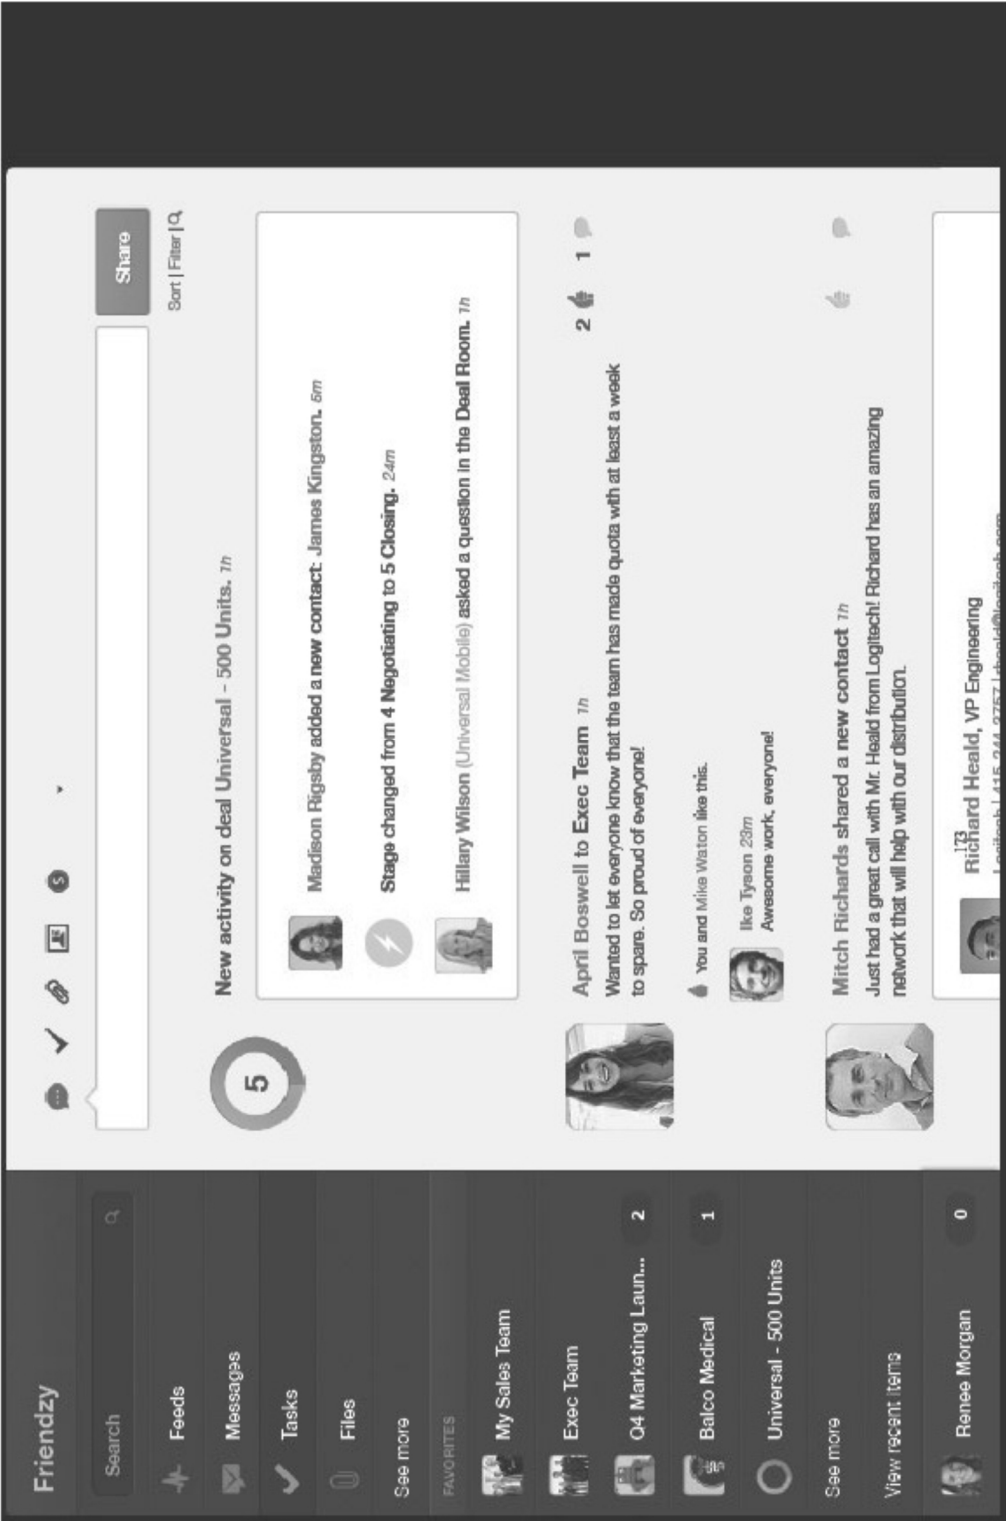 Friendzy
Search
Feeds
Messages
Tasks
Files
See more
FAVORITES
My Sales Team
Exec Team
Q4 Marketing Laun... 2
Balco Medical 1
Universal - 500 Units
See more
View recent items
Renee Morgan 0
Share
Sort | Filter |
5
New activity on deal Universal - 500 Units. 1h
Madison Rigsby added a new contact: James Kingston. 6m
Stage changed from 4 Negotiating to 5 Closing. 24m
Hillary Wilson (Universal Mobile) asked a question in the Deal Room. 1h
April Boswell to Exec Team 1h
2 1
Wanted to let everyone know that the team has made quota with at least a week
to spare. So proud of everyone!
You and Mike Waton like this.
Ike Tyson 23m
Awesome work, everyone!
Mitch Richards shared a new contact 1h
Just had a great call with Mr. Heald from Logitech! Richard has an amazing
network that will help with our distribution.
173
Richard Heald, VP Engineering